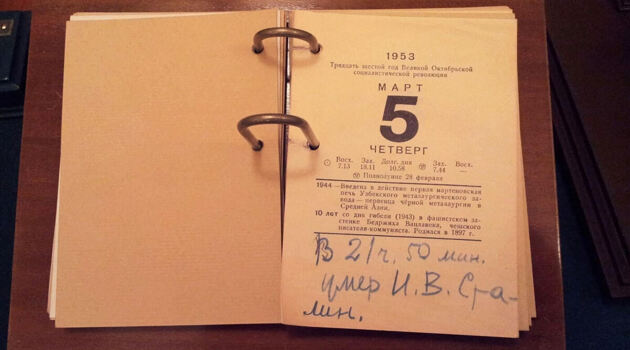 1953
Тридцать шестой год Великой Октябрьской
социалистической революции
МАРТ
5
ЧЕТВЕРГ
Восх. Зах. Долг. дня Зах. Восх.
7.13 18.11 10.58 7.44 —
Полнолуние 28 февраля
1944 — Введена в действие первая мартеновская
печь Узбекского металлургического за-
вода — первенца чёрной металлургии в
Средней Азии.
10 лет со дня гибели (1943) в фашистском за-
стенке Бедржиха Вацлавека, чешского
писателя-коммуниста. Родился в 1897 г.
В 21 ч. 50 мин.
умер И. В. Ста-
лин.